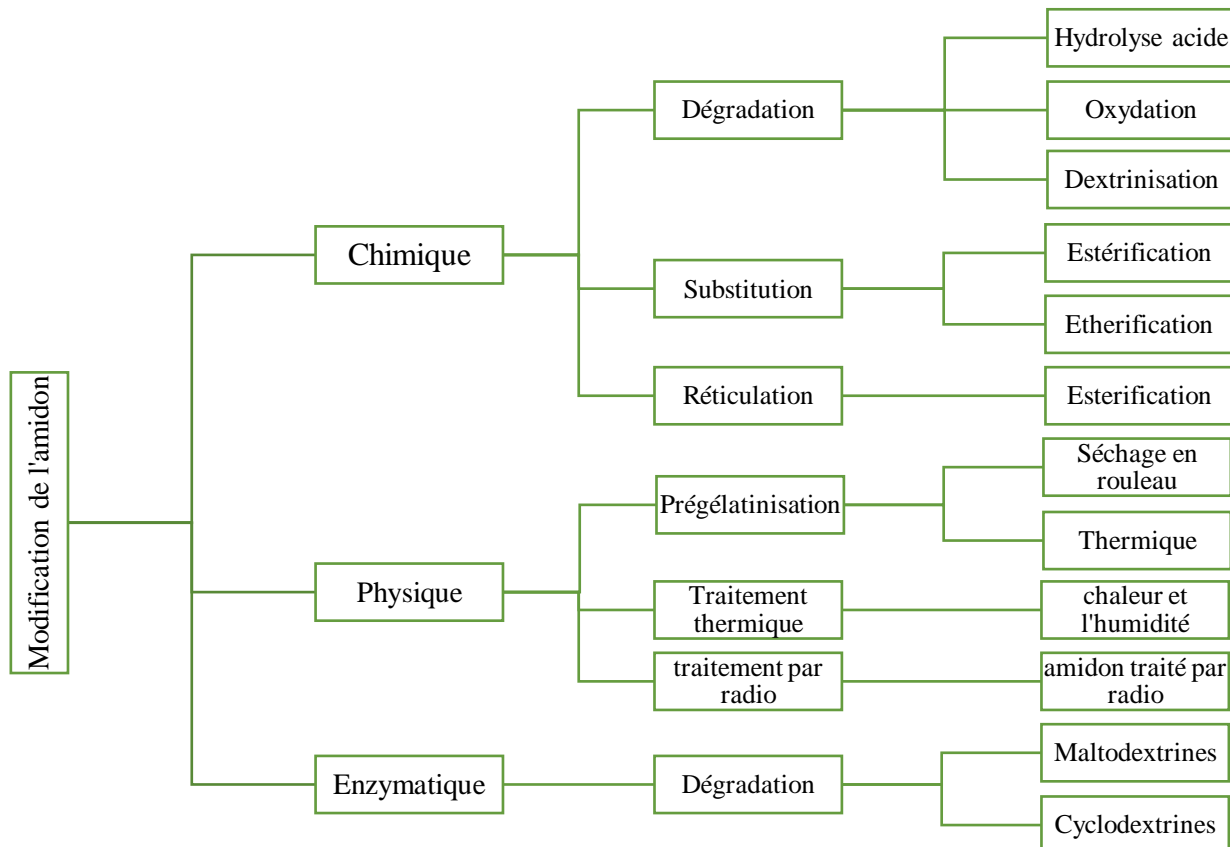 Modification de l'amidon
Chimique
Dégradation
Hydrolyse acide
Oxydation
Dextrinisation
Substitution
Estérification
Etherification
Réticulation
Esterification
Physique
Prégélatinisation
Séchage en
rouleau
Thermique
Traitement
thermique
chaleur et
l'humidité
traitement par
radio
amidon traité par
radio
Enzymatique
Dégradation
Maltodextrines
Cyclodextrines